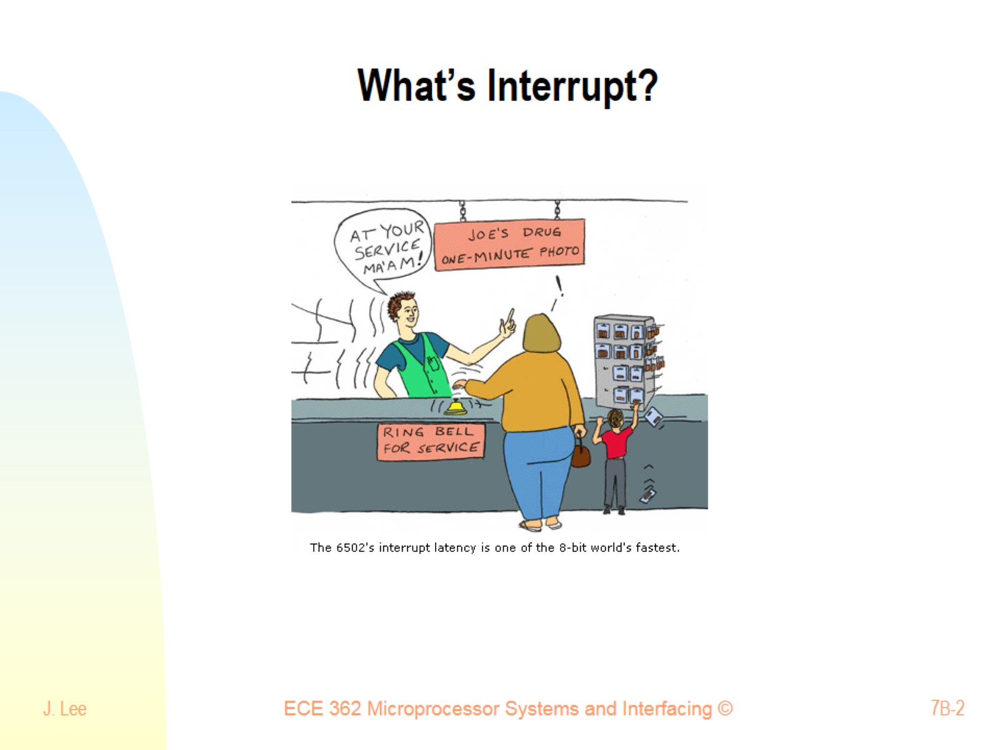 What's Interrupt?
AT YOUR
SERVICE
MA'AM!
JOE'S DRUG
ONE-MINUTE PHOTO
!
RING BELL
FOR SERVICE
The 6502's interrupt latency is one of the 8-bit world's fastest.
J. Lee
ECE 362 Microprocessor Systems and Interfacing ©
7B-2